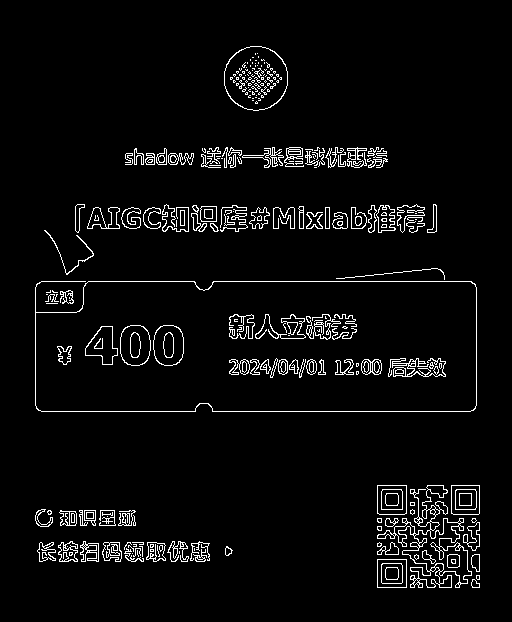 shadow 送你一张星球优惠券
「AIGC知识库#Mixlab推荐」
立减
¥ 400
新人立减券
2024/04/01 12:00 后失效
知识星球
长按扫码领取优惠